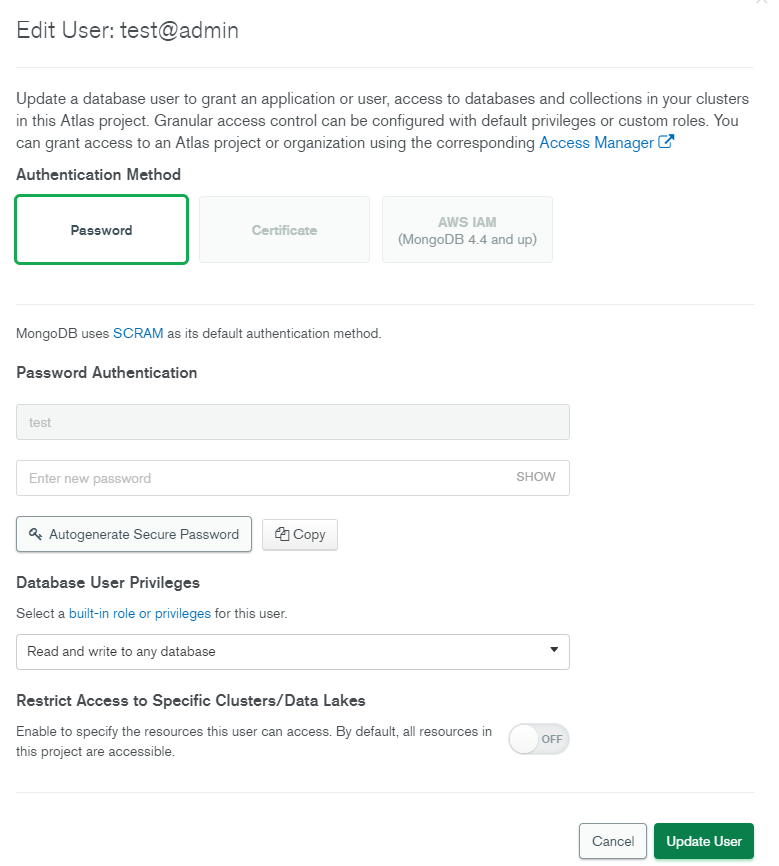 Edit User: test@admin
Update a database user to grant an application or user, access to databases and collections in your clusters
in this Atlas project. Granular access control can be configured with default privileges or custom roles. You
can grant access to an Atlas project or organization using the corresponding Access Manager
Authentication Method
Password
Certificate
AWS IAM
(MongoDB 4.4 and up)
MongoDB uses SCRAM as its default authentication method.
Password Authentication
test
Enter new password SHOW
Autogenerate Secure Password Copy
Database User Privileges
Select a built-in role or privileges for this user.
Read and write to any database
Restrict Access to Specific Clusters/Data Lakes
Enable to specify the resources this user can access. By default, all resources in
this project are accessible.
OFF
Cancel Update User